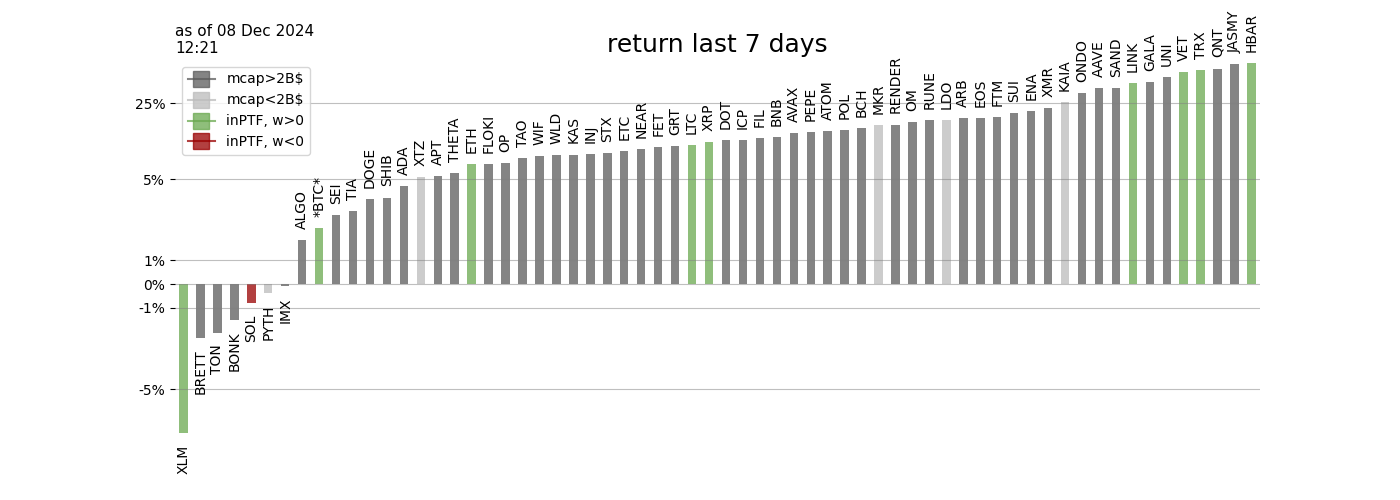 as of 08 Dec 2024
12:21
return last 7 days
mcap>2B$
mcap<2B$
inPTF, w>0
inPTF, w<0
25%
5%
1%
0%
-1%
-5%
XLM
BRETT
TON
BONK
SOL
PYTH
IMX
ALGO
*BTC*
SEI
TIA
DOGE
SHIB
ADA
XTZ
APT
THETA
ETH
FLOKI
OP
TAO
WIF
WLD
KAS
INJ
STX
ETC
NEAR
FET
GRT
LTC
XRP
DOT
ICP
FIL
BNB
AVAX
PEPE
ATOM
POL
BCH
MKR
RENDER
OM
RUNE
LDO
ARB
EOS
FTM
SUI
ENA
XMR
KAIA
ONDO
AAVE
SAND
LINK
GALA
UNI
VET
TRX
QNT
JASMY
HBAR